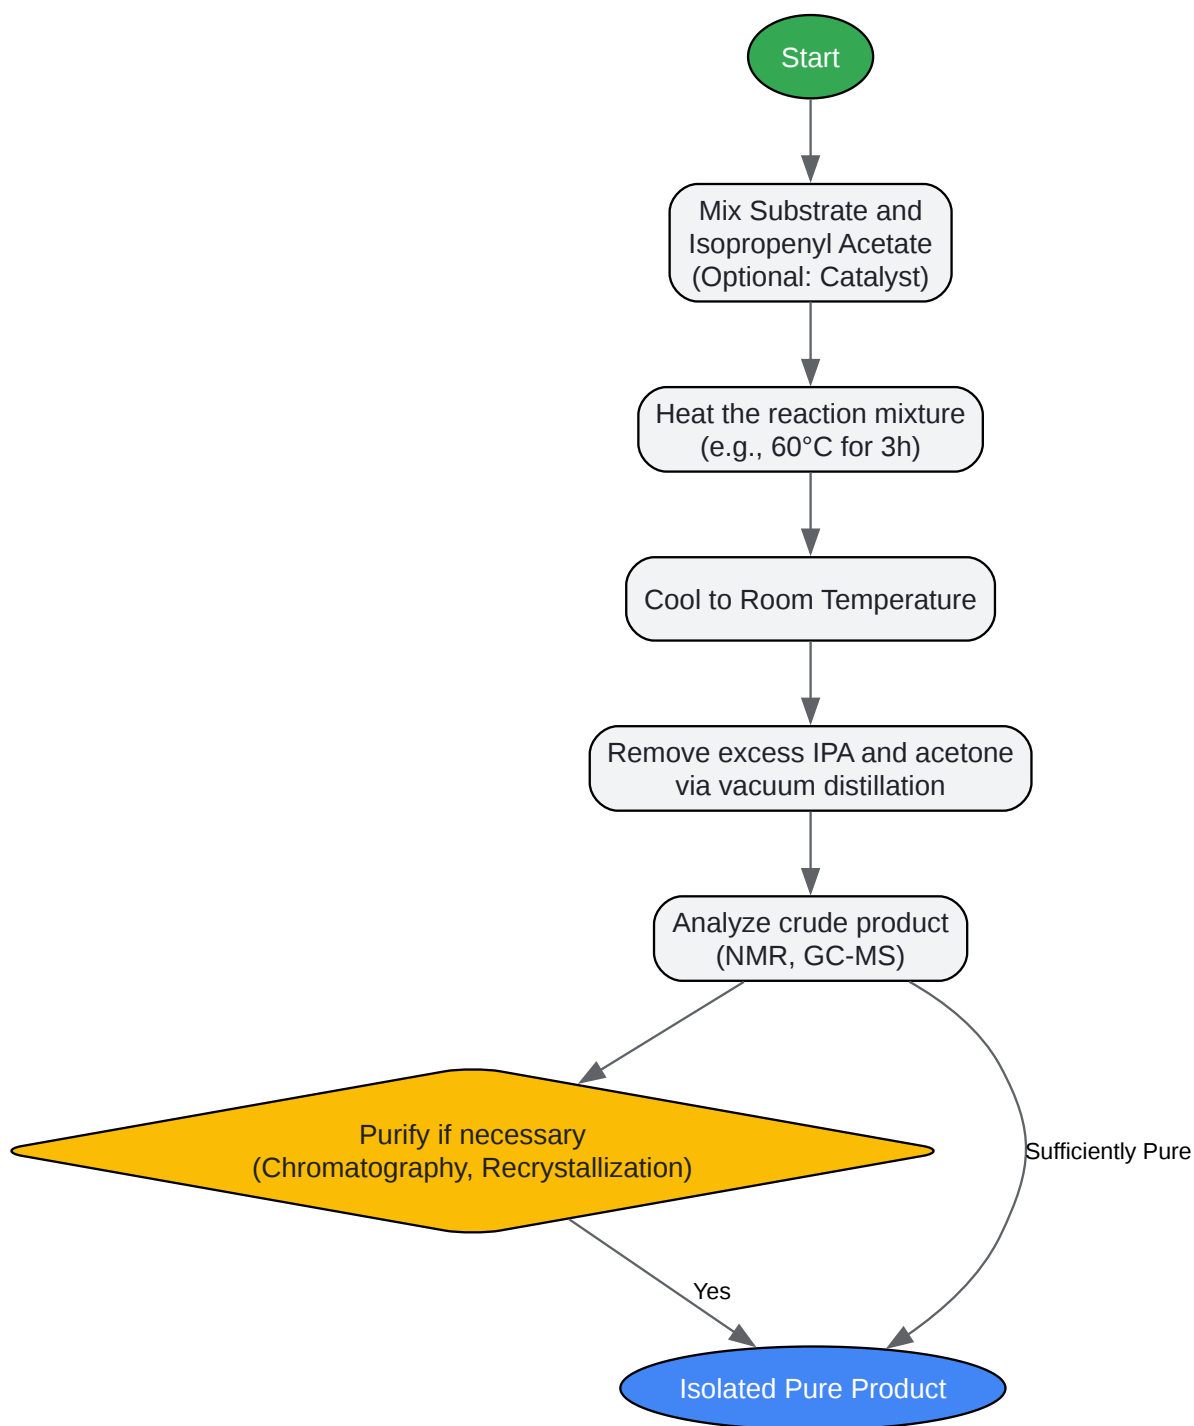 Start
Mix Substrate and
Isopropenyl Acetate
(Optional: Catalyst)
Heat the reaction mixture
(e.g., 60°C for 3h)
Cool to Room Temperature
Remove excess IPA and acetone
via vacuum distillation
Analyze crude product
(NMR, GC-MS)
Purify if necessary
(Chromatography, Recrystallization)
Sufficiently Pure
Yes
Isolated Pure Product